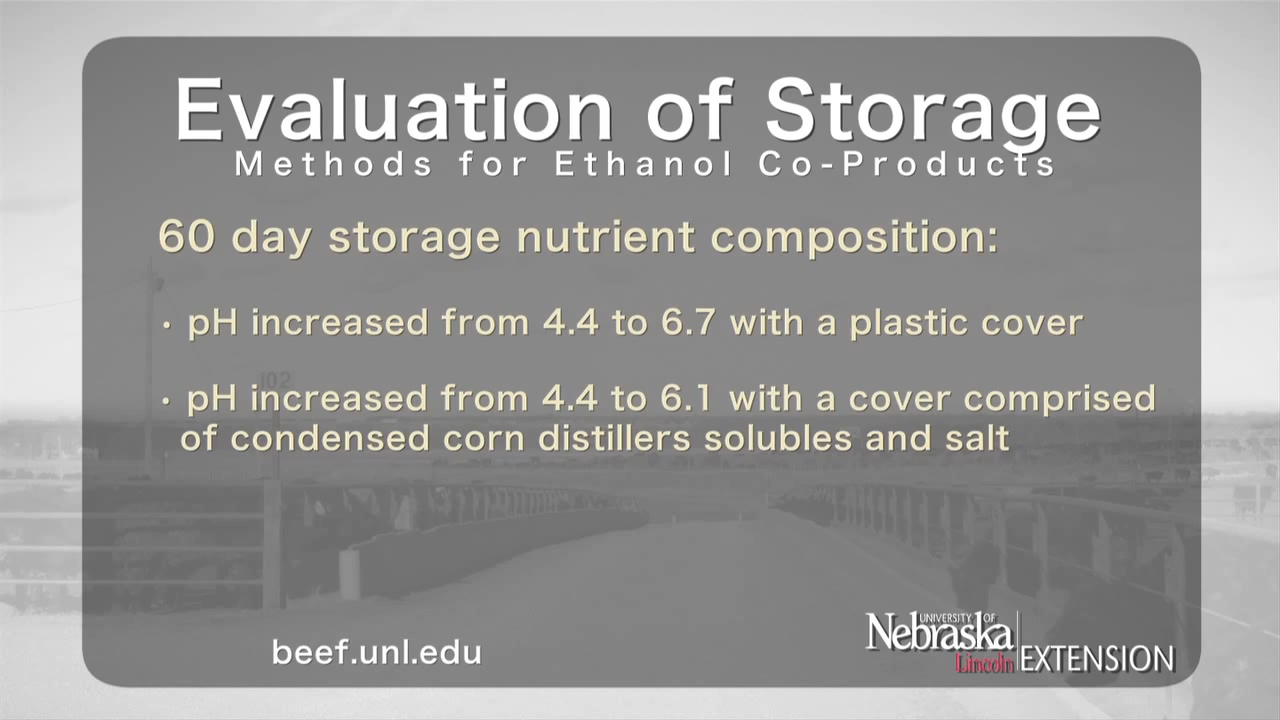 Evaluation of Storage
Methods for Ethanol Co-Products
60 day storage nutrient composition:
• pH increased from 4.4 to 6.7 with a plastic cover
102
• pH increased from 4.4 to 6.1 with a cover comprised
of condensed corn distillers solubles and salt
beef.unl.edu
UNIVERSITY OF
Nebraska
Lincoln EXTENSION